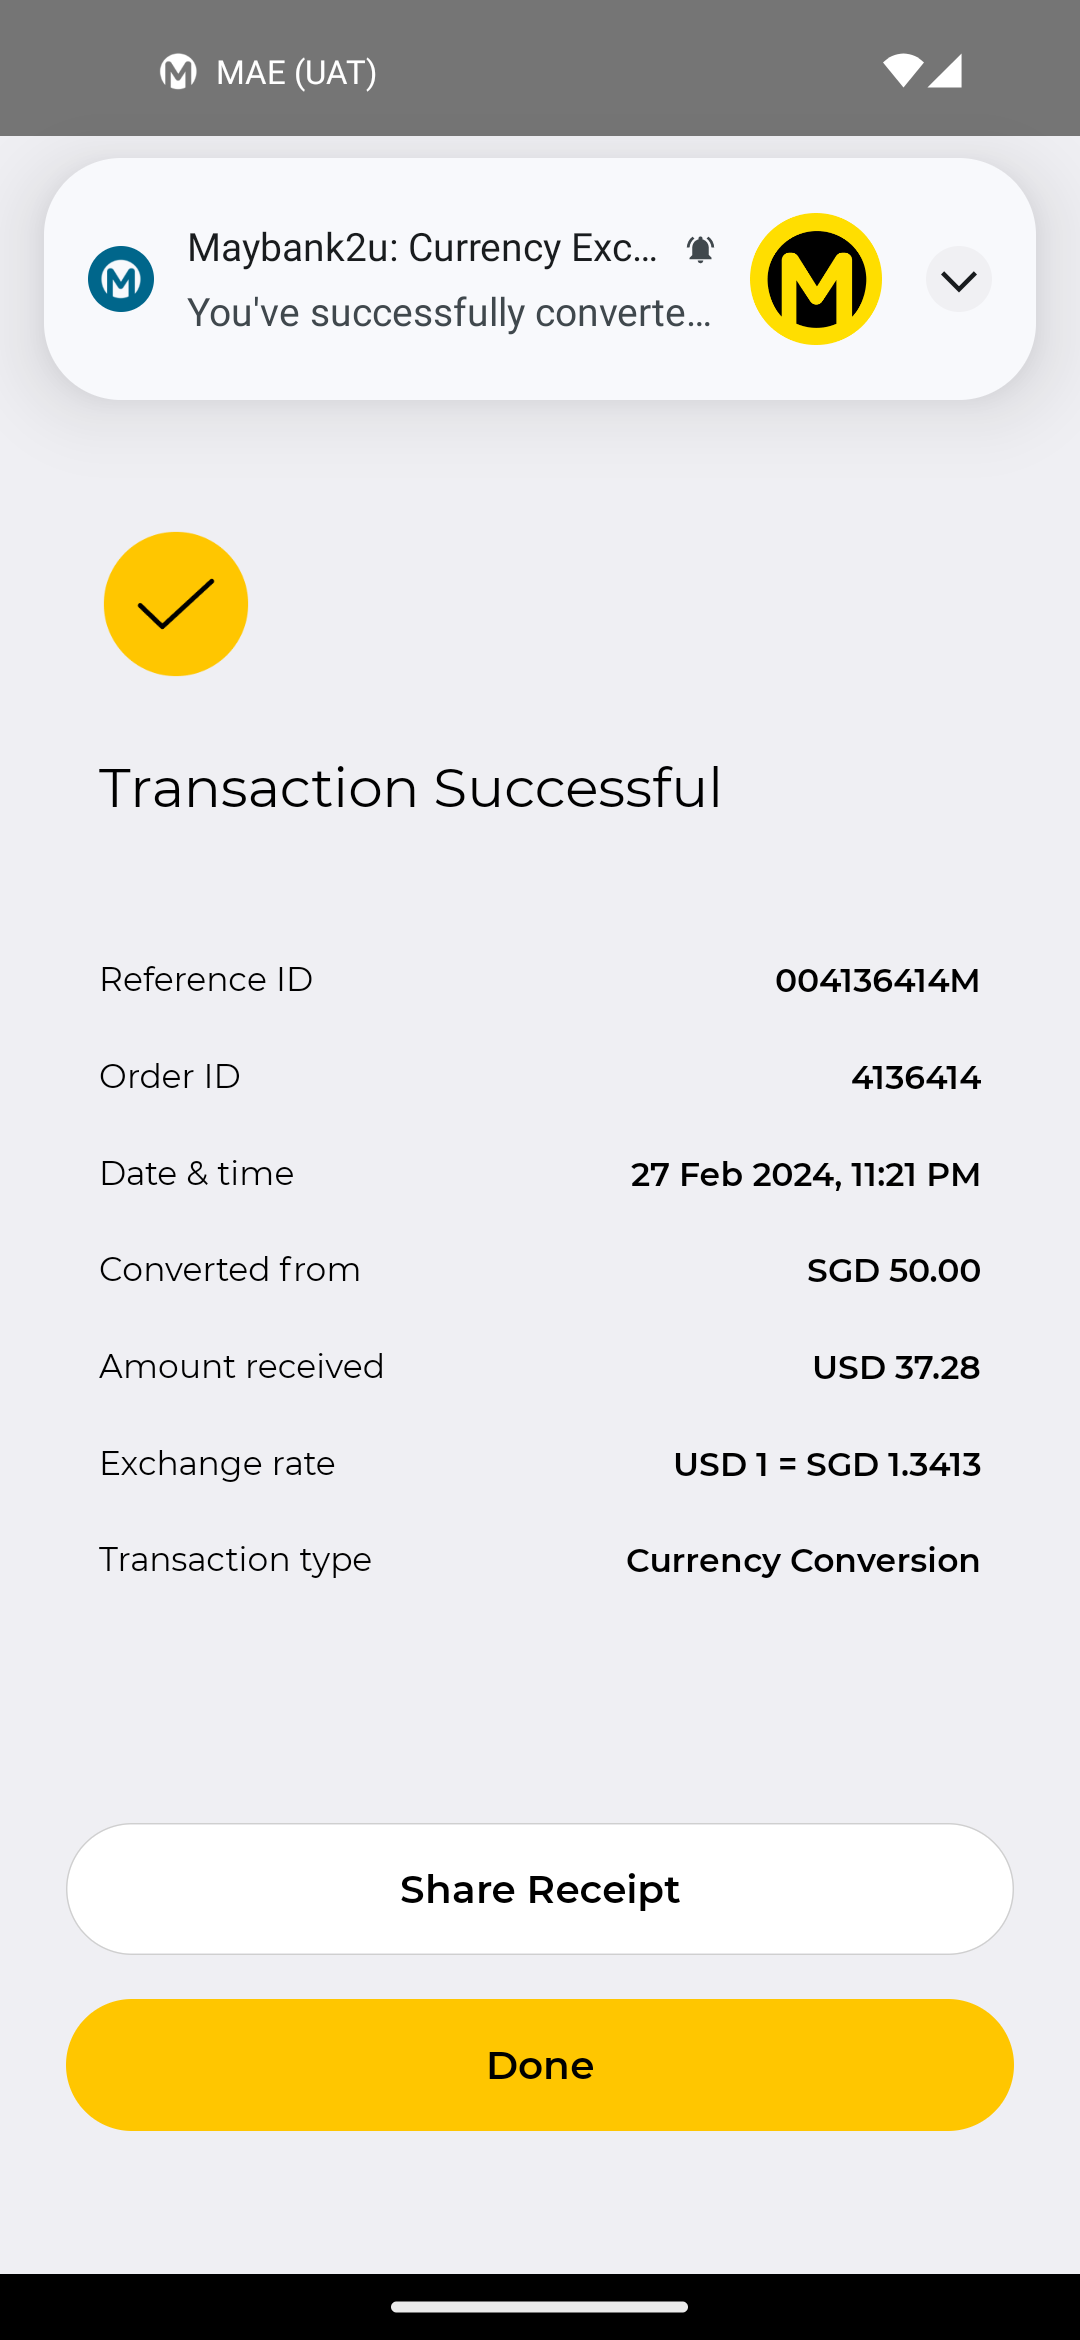 MAE (UAT)
Maybank2u: Currency Exc...
You've successfully converte...
Transaction Successful
Reference ID 004136414M
Order ID 4136414
Date & time 27 Feb 2024, 11:21 PM
Converted from SGD 50.00
Amount received USD 37.28
Exchange rate USD 1 = SGD 1.3413
Transaction type Currency Conversion
Share Receipt
Done